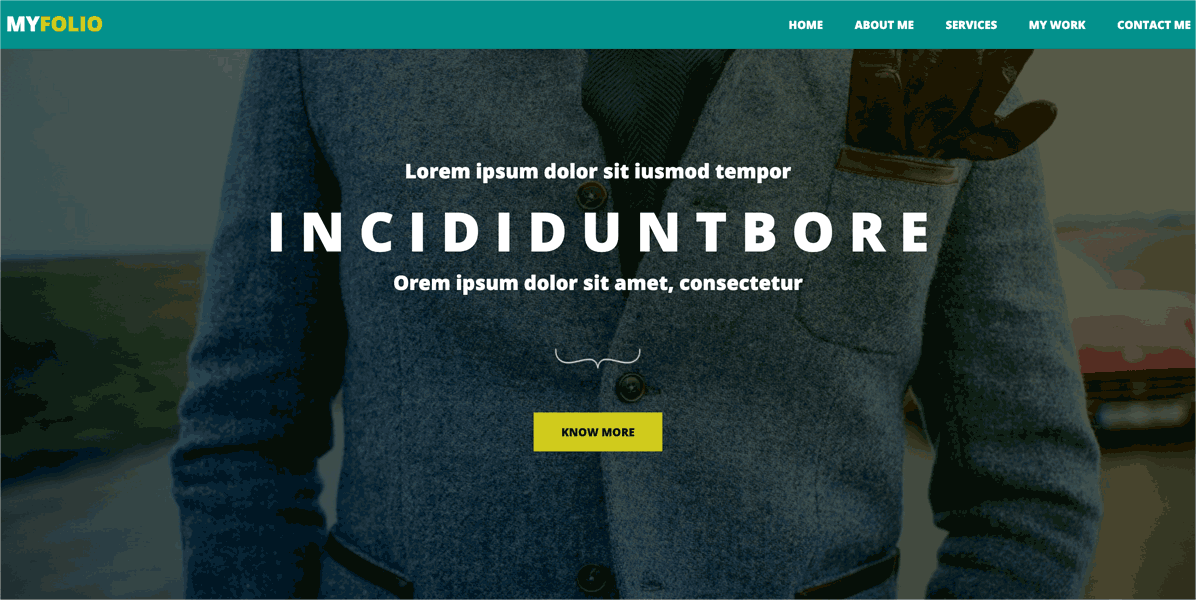 MYFOLIO
HOME ABOUT ME SERVICES MY WORK CONTACT ME
Lorem ipsum dolor sit iusmod tempor
INCIDIDUNTBORE
Orem ipsum dolor sit amet, consectetur
KNOW MORE